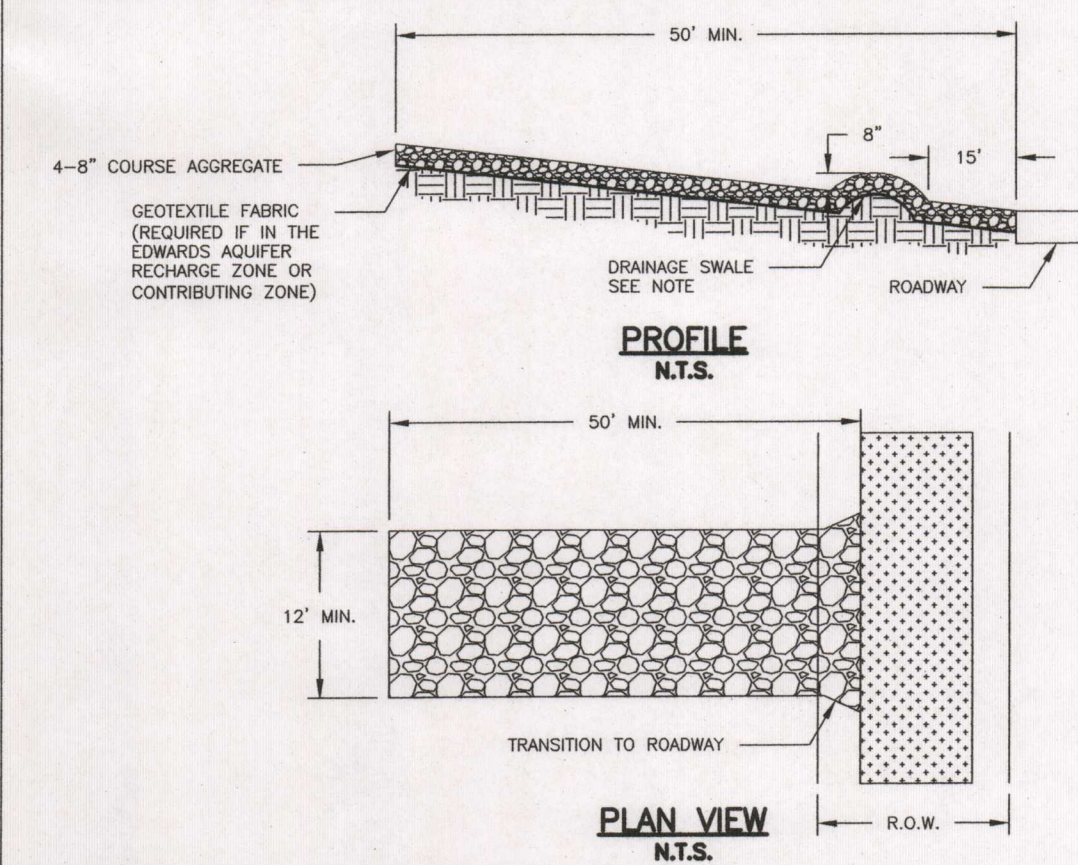 50' MIN.
8"
15'
4-8" COURSE AGGREGATE
GEOTEXTILE FABRIC
(REQUIRED IF IN THE
EDWARDS AQUIFER
RECHARGE ZONE OR
CONTRIBUTING ZONE)
DRAINAGE SWALE
SEE NOTE
ROADWAY
PROFILE
N.T.S.
50' MIN.
12' MIN.
TRANSITION TO ROADWAY
PLAN VIEW
N.T.S.
R.O.W.